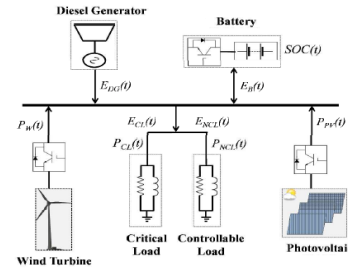 Diesel Generator
Battery
SOC(t)
E_DG(t)
E_B(t)
E_CL(t)
E_NCL(t)
P_W(t)
P_CL(t)
P_NCL(t)
P_PV(t)
Wind Turbine
Critical
Load
Controllable
Load
Photovoltai